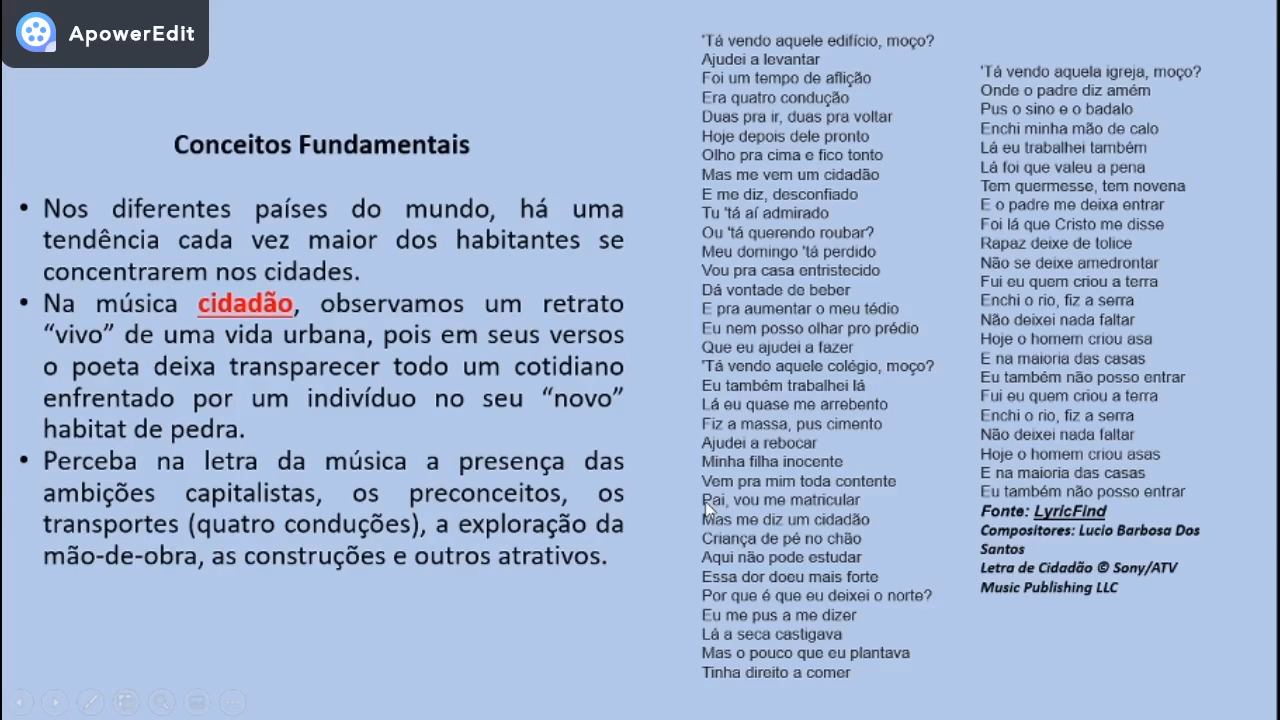 ApowerEdit
Conceitos Fundamentais
• Nos diferentes países do mundo, há uma
tendência cada vez maior dos habitantes se
concentrarem nos cidades.
• Na música cidadão, observamos um retrato
“vivo” de uma vida urbana, pois em seus versos
o poeta deixa transparecer todo um cotidiano
enfrentado por um indivíduo no seu “novo”
habitat de pedra.
• Perceba na letra da música a presença das
ambições capitalistas, os preconceitos, os
transportes (quatro conduções), a exploração da
mão-de-obra, as construções e outros atrativos.
'Tá vendo aquele edifício, moço?
Ajudei a levantar
Foi um tempo de aflição
Era quatro condução
Duas pra ir, duas pra voltar
Hoje depois dele pronto
Olho pra cima e fico tonto
Mas me vem um cidadão
E me diz, desconfiado
Tu 'tá aí admirado
Ou 'tá querendo roubar?
Meu domingo 'tá perdido
Vou pra casa entristecido
Dá vontade de beber
E pra aumentar o meu tédio
Eu nem posso olhar pro prédio
Que eu ajudei a fazer
'Tá vendo aquele colégio, moço?
Eu também trabalhei lá
Lá eu quase me arrebento
Fiz a massa, pus cimento
Ajudei a rebocar
Minha filha inocente
Vem pra mim toda contente
Pai, vou me matricular
Mas me diz um cidadão
Criança de pé no chão
Aqui não pode estudar
Essa dor doeu mais forte
Por que é que eu deixei o norte?
Eu me pus a me dizer
Lá a seca castigava
Mas o pouco que eu plantava
Tinha direito a comer
'Tá vendo aquela igreja, moço?
Onde o padre diz amém
Pus o sino e o badalo
Enchi minha mão de calo
Lá eu trabalhei também
Lá foi que valeu a pena
Tem quermesse, tem novena
E o padre me deixa entrar
Foi lá que Cristo me disse
Rapaz deixe de tolice
Não se deixe amedrontar
Fui eu quem criou a terra
Enchi o rio, fiz a serra
Não deixei nada faltar
Hoje o homem criou asa
E na maioria das casas
Eu também não posso entrar
Fui eu quem criou a terra
Enchi o rio, fiz a serra
Não deixei nada faltar
Hoje o homem criou asas
E na maioria das casas
Eu também não posso entrar
Fonte: LyricFind
Compositores: Lucio Barbosa Dos
Santos
Letra de Cidadão © Sony/ATV
Music Publishing LLC